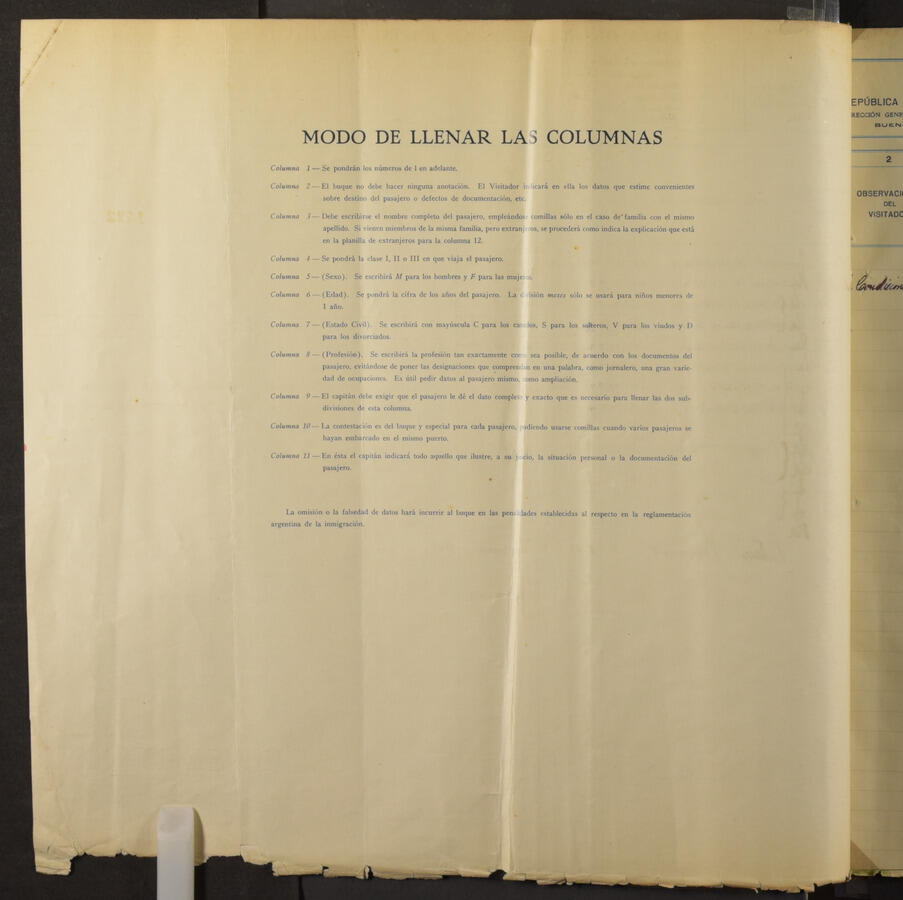 MODO DE LLENAR LAS COLUMNAS
Columna 1 — Se pondrán los números de 1 en adelante.
Columna 2 — El buque no debe hacer ninguna anotación. El Visitador indicará en ella los datos que estime convenientes
sobre destino del pasajero o defectos de documentación, etc.
Columna 3 — Debe escribirse el nombre completo del pasajero, empleándose comillas sólo en el caso de familia con el mismo
apellido. Si vienen miembros de la misma familia, pero extranjeros, se procederá como indica la explicación que está
en la planilla de extranjeros para la columna 12.
Columna 4 — Se pondrá la clase I, II o III en que viaja el pasajero.
Columna 5 — (Sexo). Se escribirá M para los hombres y F para las mujeres.
Columna 6 — (Edad). Se pondrá la cifra de los años del pasajero. La división meses sólo se usará para niños menores de
1 año.
Columna 7 — (Estado Civil). Se escribirá con mayúscula C para los casados, S para los solteros, V para los viudos y D
para los divorciados.
Columna 8 — (Profesión). Se escribirá la profesión tan exactamente como sea posible, de acuerdo con los documentos del
pasajero, evitándose de poner las designaciones que comprendan en una palabra, como jornalero, una gran varie-
dad de ocupaciones. Es útil pedir datos al pasajero mismo, como ampliación.
Columna 9 — El capitán debe exigir que el pasajero le dé el dato completo y exacto que es necesario para llenar las dos sub-
divisiones de esta columna.
Columna 10 — La contestación es del buque y especial para cada pasajero, pudiendo usarse comillas cuando varios pasajeros se
hayan embarcado en el mismo puerto.
Columna 11 — En ésta el capitán indicará todo aquello que ilustre, a su juicio, la situación personal o la documentación del
pasajero.
La omisión o la falsedad de datos hará incurrir al buque en las penalidades establecidas al respecto en la reglamentación
argentina de la inmigración.
EPÚBLICA
RECCIÓN GENE
BUEN
2
OBSERVACI
DEL
VISITADO